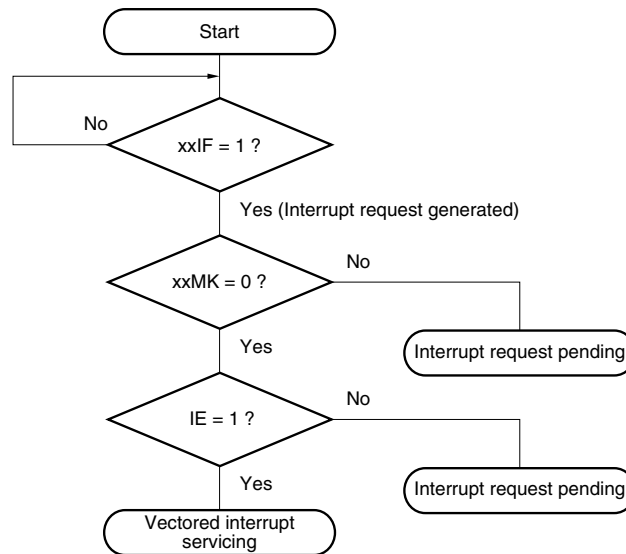 Start
No
xxIF = 1 ?
Yes (Interrupt request generated)
xxMK = 0 ?
No
Interrupt request pending
Yes
IE = 1 ?
No
Interrupt request pending
Yes
Vectored interrupt
servicing